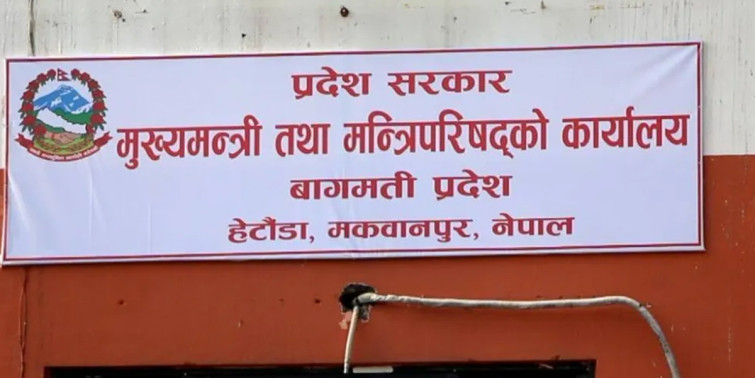 प्रदेश सरकार
मुख्यमन्त्री तथा मन्त्रिपरिषद्को कार्यालय
बागमती प्रदेश
हेटौंडा, मकवानपुर, नेपाल